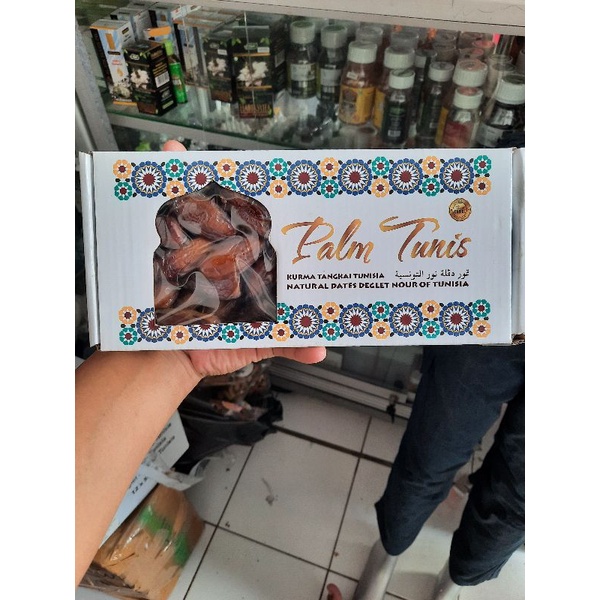 Palm Tunis
KURMA TANGKAI TUNISIA تمور دقلة نور التونسية
NATURAL DATES DEGLET NOUR OF TUNISIA